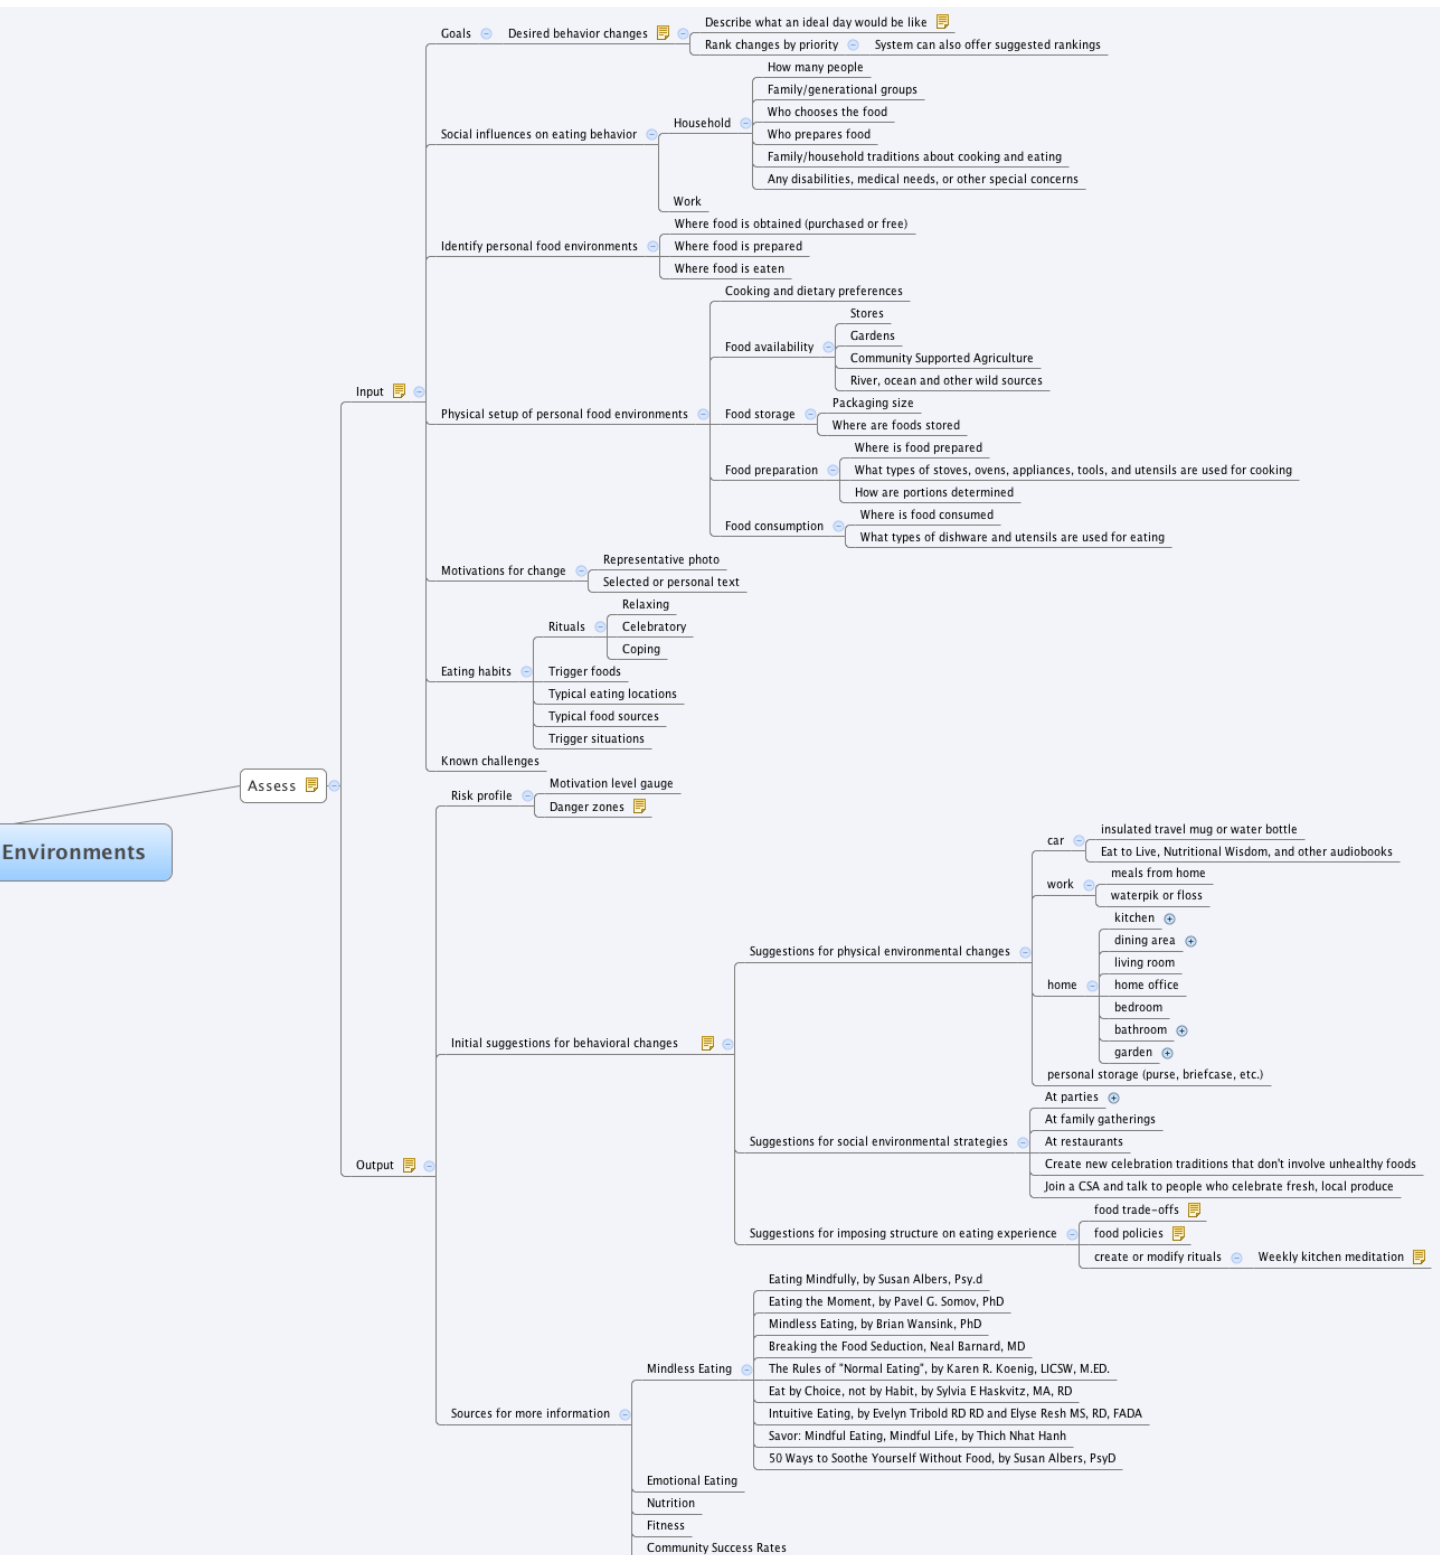 Environments
Assess
Input
Goals
Desired behavior changes
Describe what an ideal day would be like
Rank changes by priority
System can also offer suggested rankings
Social influences on eating behavior
Household
How many people
Family/generational groups
Who chooses the food
Who prepares food
Family/household traditions about cooking and eating
Any disabilities, medical needs, or other special concerns
Work
Identify personal food environments
Where food is obtained (purchased or free)
Where food is prepared
Where food is eaten
Physical setup of personal food environments
Cooking and dietary preferences
Food availability
Stores
Gardens
Community Supported Agriculture
River, ocean and other wild sources
Food storage
Packaging size
Where are foods stored
Food preparation
Where is food prepared
What types of stoves, ovens, appliances, tools, and utensils are used for cooking
How are portions determined
Food consumption
Where is food consumed
What types of dishware and utensils are used for eating
Motivations for change
Representative photo
Selected or personal text
Eating habits
Rituals
Relaxing
Celebratory
Coping
Trigger foods
Typical eating locations
Typical food sources
Trigger situations
Known challenges
Output
Risk profile
Motivation level gauge
Danger zones
Initial suggestions for behavioral changes
Suggestions for physical environmental changes
car
insulated travel mug or water bottle
Eat to Live, Nutritional Wisdom, and other audiobooks
work
meals from home
waterpik or floss
home
kitchen
dining area
living room
home office
bedroom
bathroom
garden
personal storage (purse, briefcase, etc.)
Suggestions for social environmental strategies
At parties
At family gatherings
At restaurants
Create new celebration traditions that don't involve unhealthy foods
Join a CSA and talk to people who celebrate fresh, local produce
Suggestions for imposing structure on eating experience
food trade-offs
food policies
create or modify rituals
Weekly kitchen meditation
Sources for more information
Mindless Eating
Eating Mindfully, by Susan Albers, Psy.d
Eating the Moment, by Pavel G. Somov, PhD
Mindless Eating, by Brian Wansink, PhD
Breaking the Food Seduction, Neal Barnard, MD
The Rules of "Normal Eating", by Karen R. Koenig, LICSW, M.ED.
Eat by Choice, not by Habit, by Sylvia E Haskvitz, MA, RD
Intuitive Eating, by Evelyn Tribold RD RD and Elyse Resh MS, RD, FADA
Savor: Mindful Eating, Mindful Life, by Thich Nhat Hanh
50 Ways to Soothe Yourself Without Food, by Susan Albers, PsyD
Emotional Eating
Nutrition
Fitness
Community Success Rates